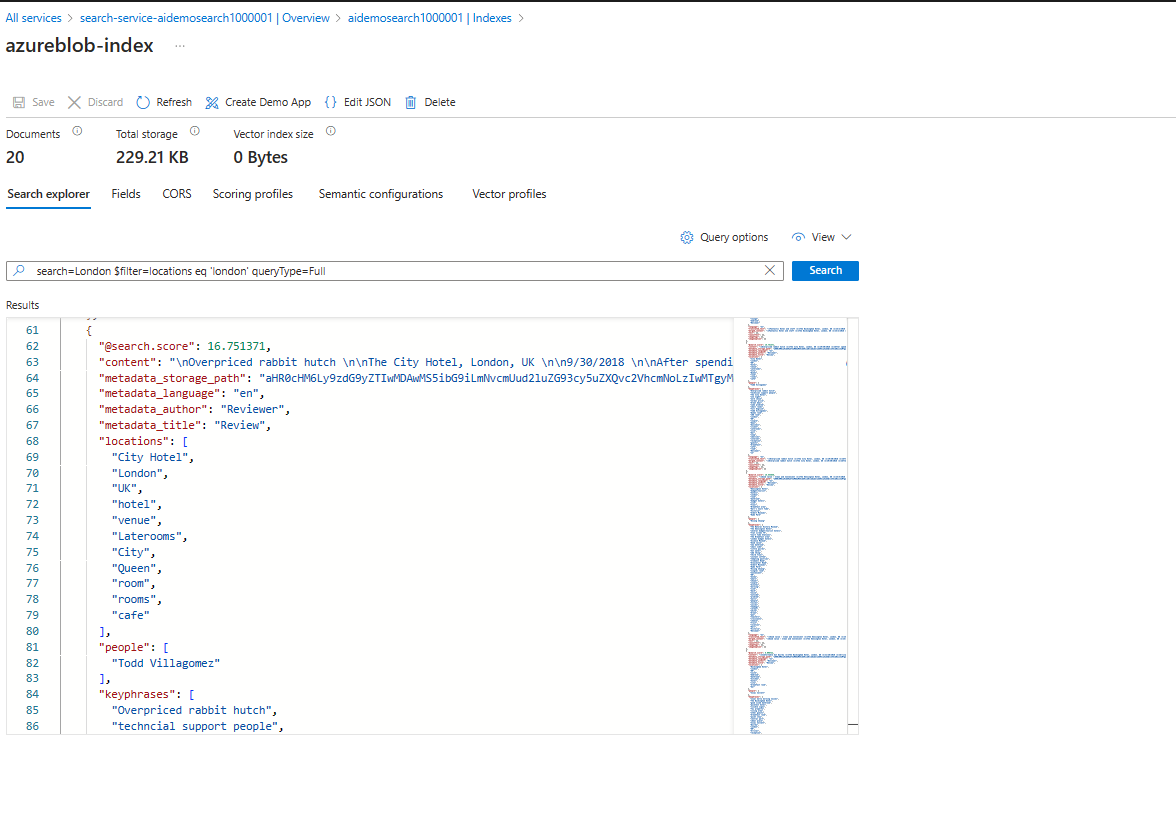 All services > search-service-aidemosearch1000001 | Overview > aidemosearch1000001 | Indexes >
azureblob-index ...
Save Discard Refresh Create Demo App {} Edit JSON Delete
Documents Total storage Vector index size
20 229.21 KB 0 Bytes
Search explorer Fields CORS Scoring profiles Semantic configurations Vector profiles
Query options View
search=London $filter=locations eq 'london' queryType=Full Search
Results
61 {
62 "@search.score": 16.751371,
63 "content": "\nOverpriced rabbit hutch \n\nThe City Hotel, London, UK \n\n9/30/2018 \n\nAfter spendi
64 "metadata_storage_path": "aHR0cHM6Ly9zdG9yZTIwMDAwMS5ibG9iLmNvcmUud2luZG93cy5uZXQvc2VhcmNoLzIwMTgyM
65 "metadata_language": "en",
66 "metadata_author": "Reviewer",
67 "metadata_title": "Review",
68 "locations": [
69 "City Hotel",
70 "London",
71 "UK",
72 "hotel",
73 "venue",
74 "Laterooms",
75 "City",
76 "Queen",
77 "room",
78 "rooms",
79 "cafe"
80 ],
81 "people": [
82 "Todd Villagomez"
83 ],
84 "keyphrases": [
85 "Overpriced rabbit hutch",
86 "techncial support people",